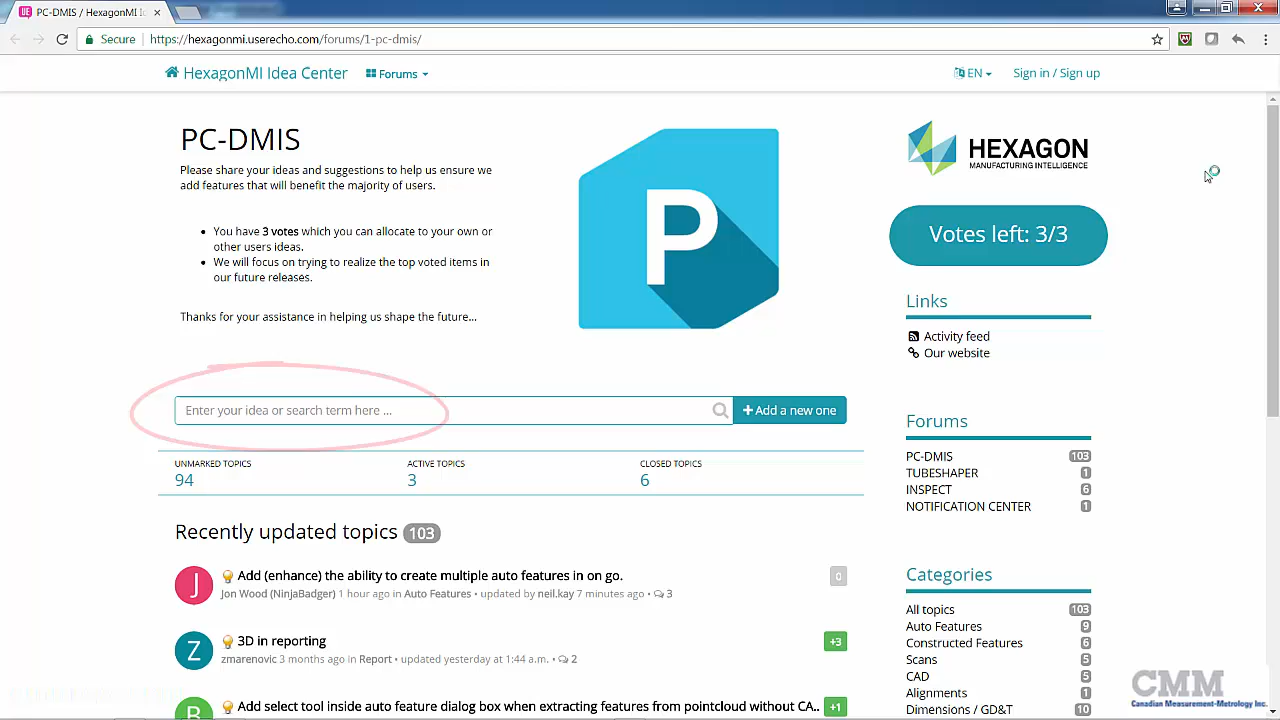 PC-DMIS / HexagonMI Id
Secure
https://hexagonmi.userecho.com/forums/1-pc-dmis/
HexagonMI Idea Center
Forums
EN
Sign in / Sign up
PC-DMIS
Please share your ideas and suggestions to help us ensure we
add features that will benefit the majority of users.
You have 3 votes which you can allocate to your own or
other users ideas.
We will focus on trying to realize the top voted items in
our future releases.
Thanks for your assistance in helping us shape the future...
P
HEXAGON
MANUFACTURING INTELLIGENCE
Votes left: 3/3
Links
Activity feed
Our website
Enter your idea or search term here ...
+ Add a new one
UNMARKED TOPICS
94
ACTIVE TOPICS
3
CLOSED TOPICS
6
Recently updated topics 103
J
Add (enhance) the ability to create multiple auto features in on go.
0
Jon Wood (NinjaBadger) 1 hour ago in Auto Features • updated by neil.kay 7 minutes ago • 3
Z
3D in reporting
+3
zmarenovic 3 months ago in Report • updated yesterday at 1:44 a.m. • 2
B
Add select tool inside auto feature dialog box when extracting features from pointcloud without CA..
+1
Forums
PC-DMIS 103
TUBESHAPER 1
INSPECT 6
NOTIFICATION CENTER 1
Categories
All topics 103
Auto Features 9
Constructed Features 6
Scans 5
CAD 5
Alignments 1
Dimensions / GD&T 10
CMM
Canadian Measurement-Metrology Inc.